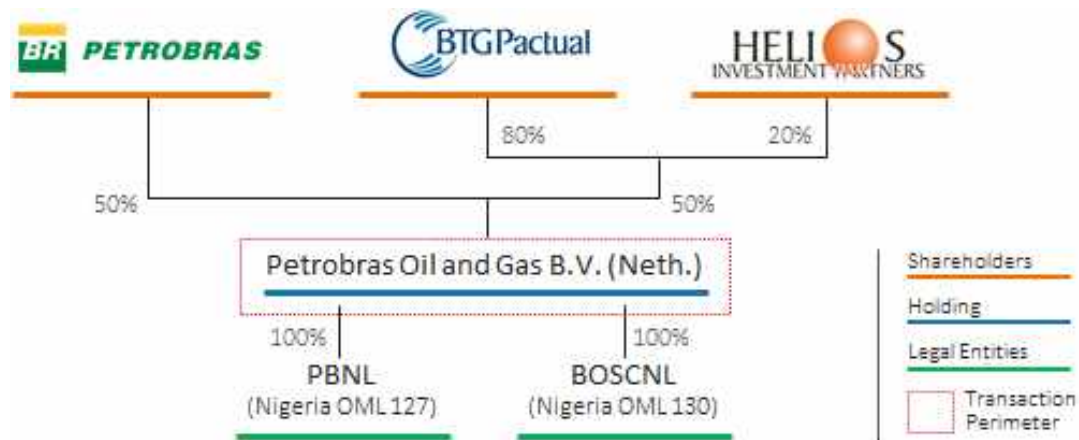 BR PETROBRAS
BTGPactual
HELIOS
INVESTMENT PARTNERS
80%
20%
50%
50%
Petrobras Oil and Gas B.V. (Neth.)
100%
100%
PBNL
(Nigeria OML 127)
BOSCNL
(Nigeria OML 130)
Shareholders
Holding
Legal Entities
Transaction
Perimeter